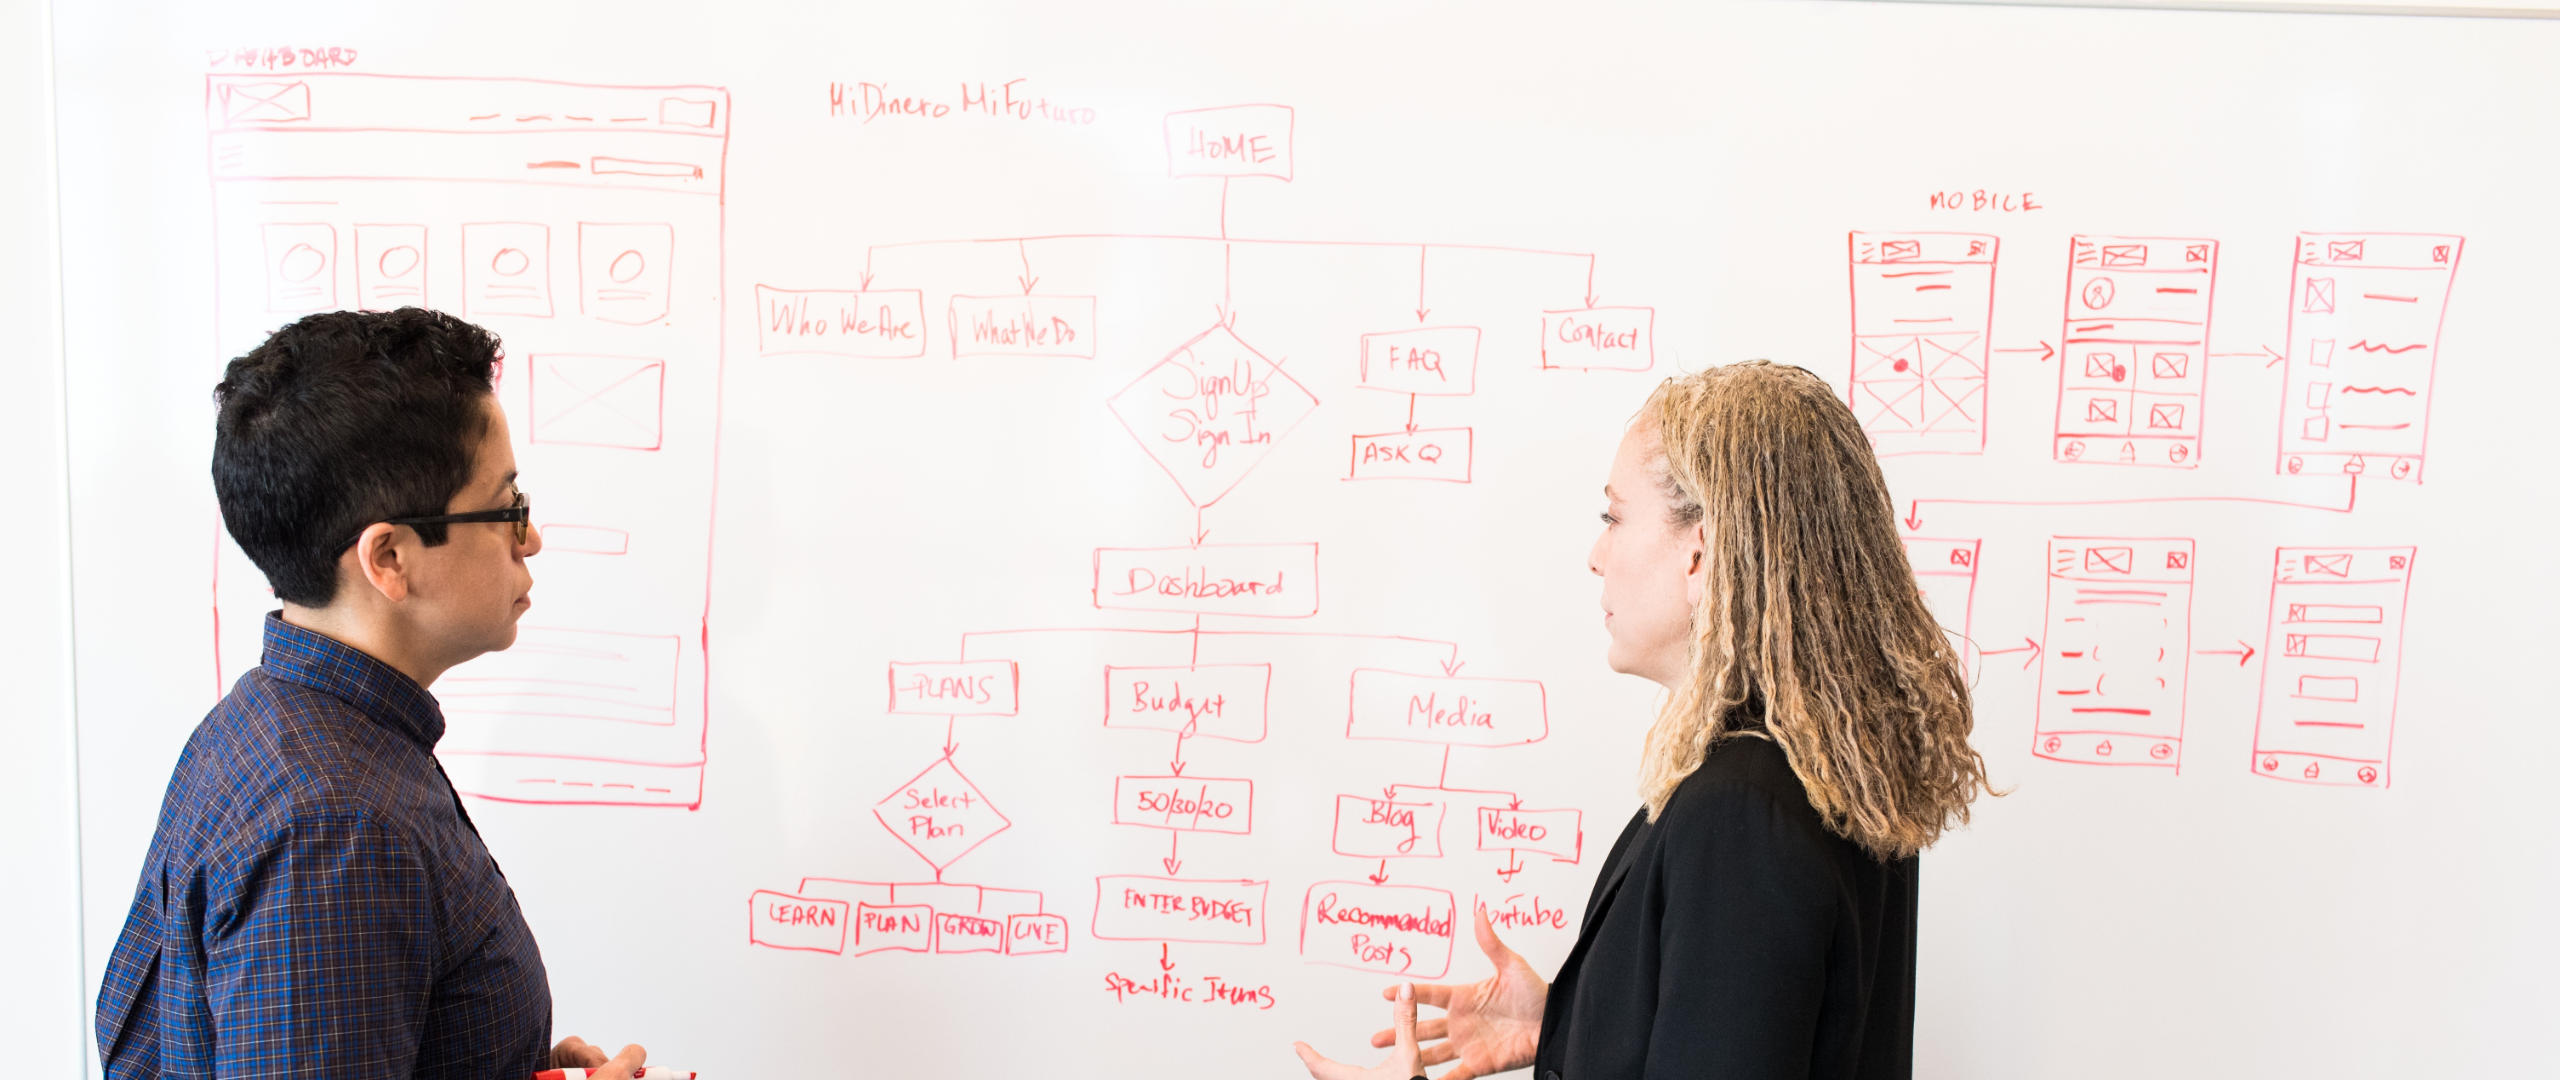 DASHBOARD
MiDinero MiFuturo
HOME
MOBILE
Who We Are
What We Do
SignUp
Sign In
FAQ
Contact
ASK Q
Dashboard
PLANS
Budget
Media
Select
Plan
50/30/20
Blog
Video
LEARN
PLAN
GROW
LIVE
ENTER BUDGET
Recommended
Posts
YouTube
Specific Items